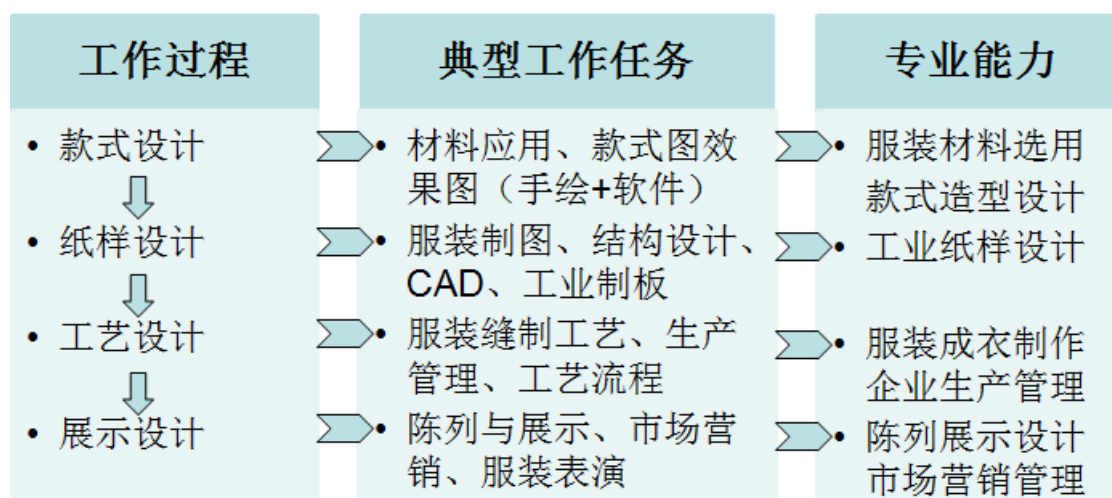 工作过程
• 款式设计
• 纸样设计
• 工艺设计
• 展示设计
典型工作任务
• 材料应用、款式图效
果图（手绘+软件）
• 服装制图、结构设计、
CAD、工业制板
• 服装缝制工艺、生产
管理、工艺流程
• 陈列与展示、市场营
销、服装表演
专业能力
• 服装材料选用
款式造型设计
• 工业纸样设计
• 服装成衣制作
企业生产管理
• 陈列展示设计
市场营销管理